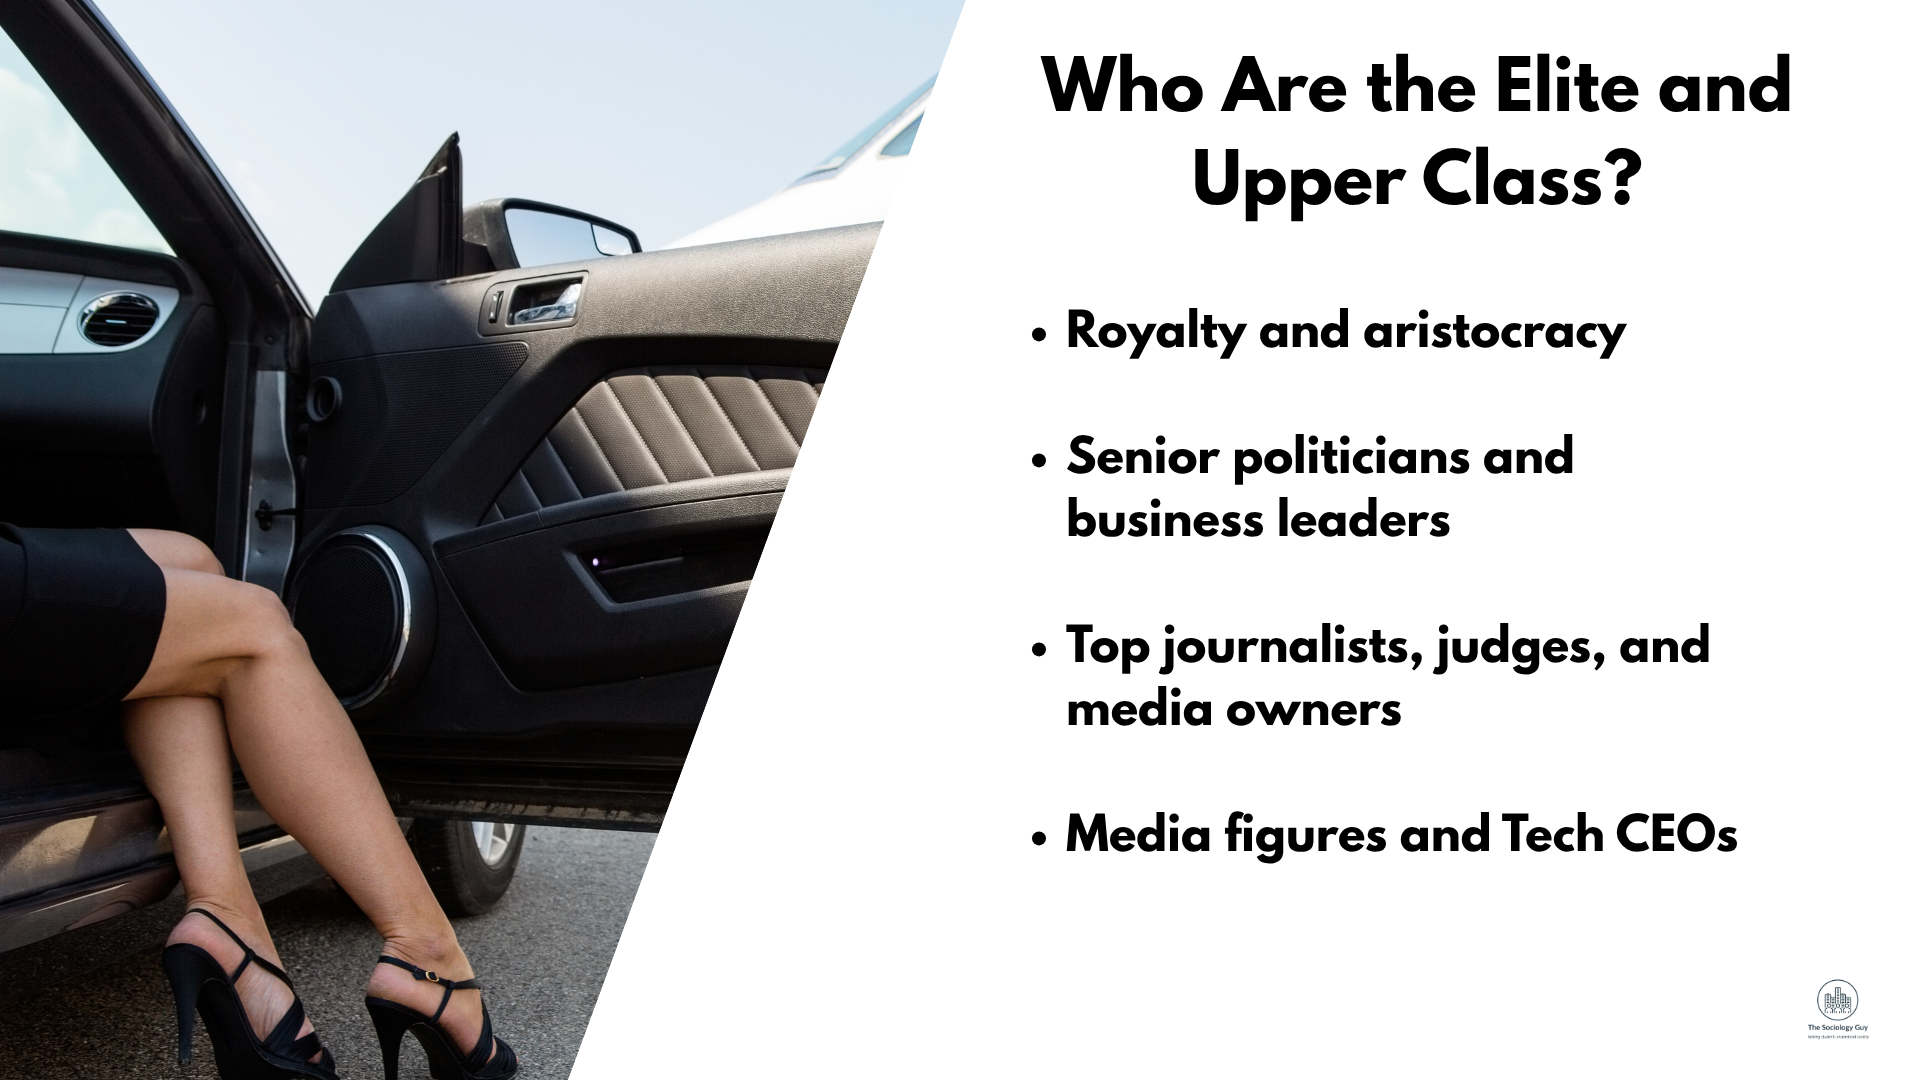 Who Are the Elite and
Upper Class?
• Royalty and aristocracy
• Senior politicians and
business leaders
• Top journalists, judges, and
media owners
• Media figures and Tech CEOs
The Sociology Guy